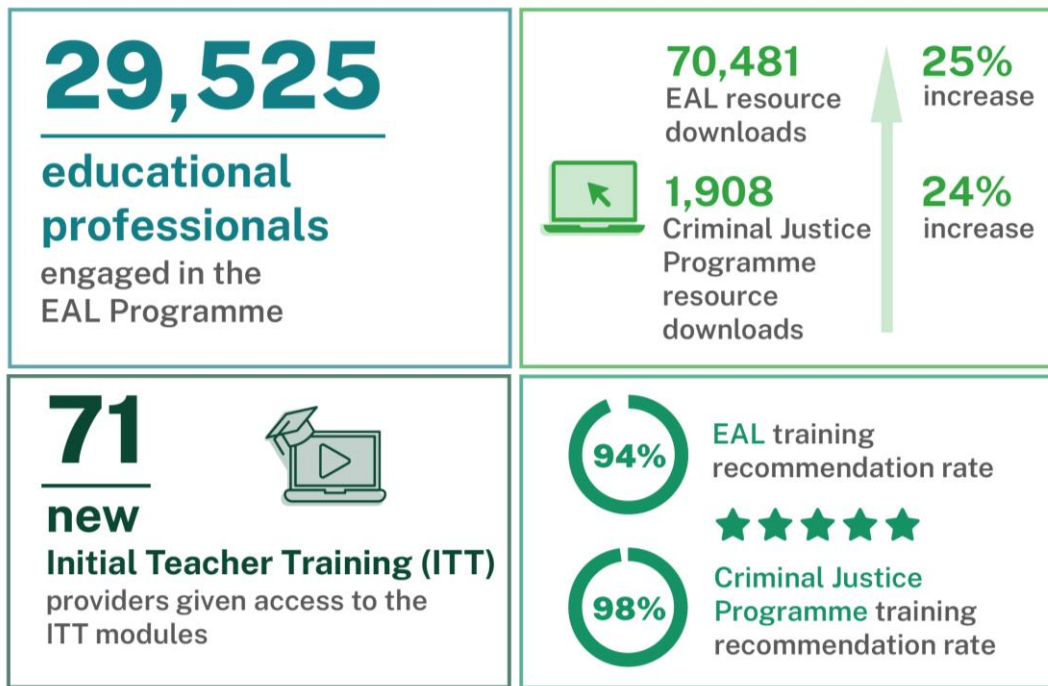 29,525
educational
professionals
engaged in the
EAL Programme
70,481
EAL resource
downloads
25%
increase
1,908
Criminal Justice
Programme
resource
downloads
24%
increase
71
new
Initial Teacher Training (ITT)
providers given access to the
ITT modules
94%
EAL training
recommendation rate
98%
Criminal Justice
Programme training
recommendation rate